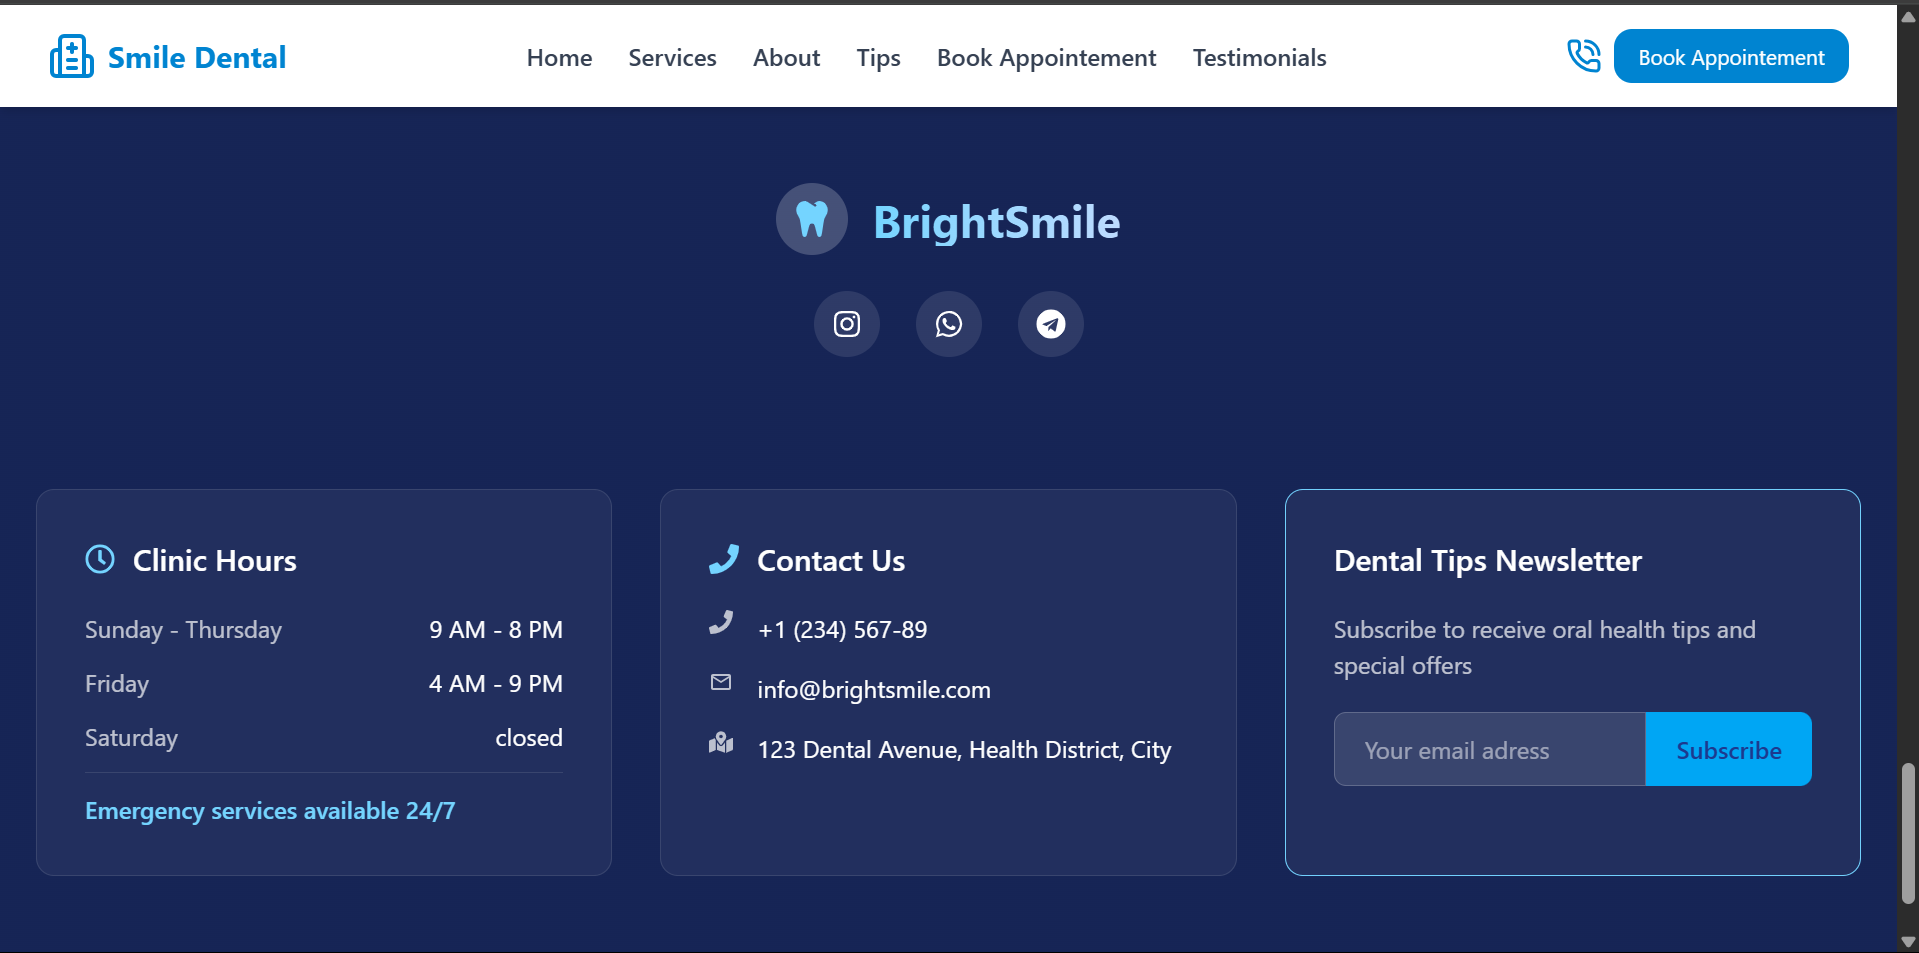 Smile Dental
Home Services About Tips Book Appointement Testimonials
Book Appointement
BrightSmile
Clinic Hours
Sunday - Thursday 9 AM - 8 PM
Friday 4 AM - 9 PM
Saturday closed
Emergency services available 24/7
Contact Us
+1 (234) 567-89
info@brightsmile.com
123 Dental Avenue, Health District, City
Dental Tips Newsletter
Subscribe to receive oral health tips and
special offers
Your email adress
Subscribe